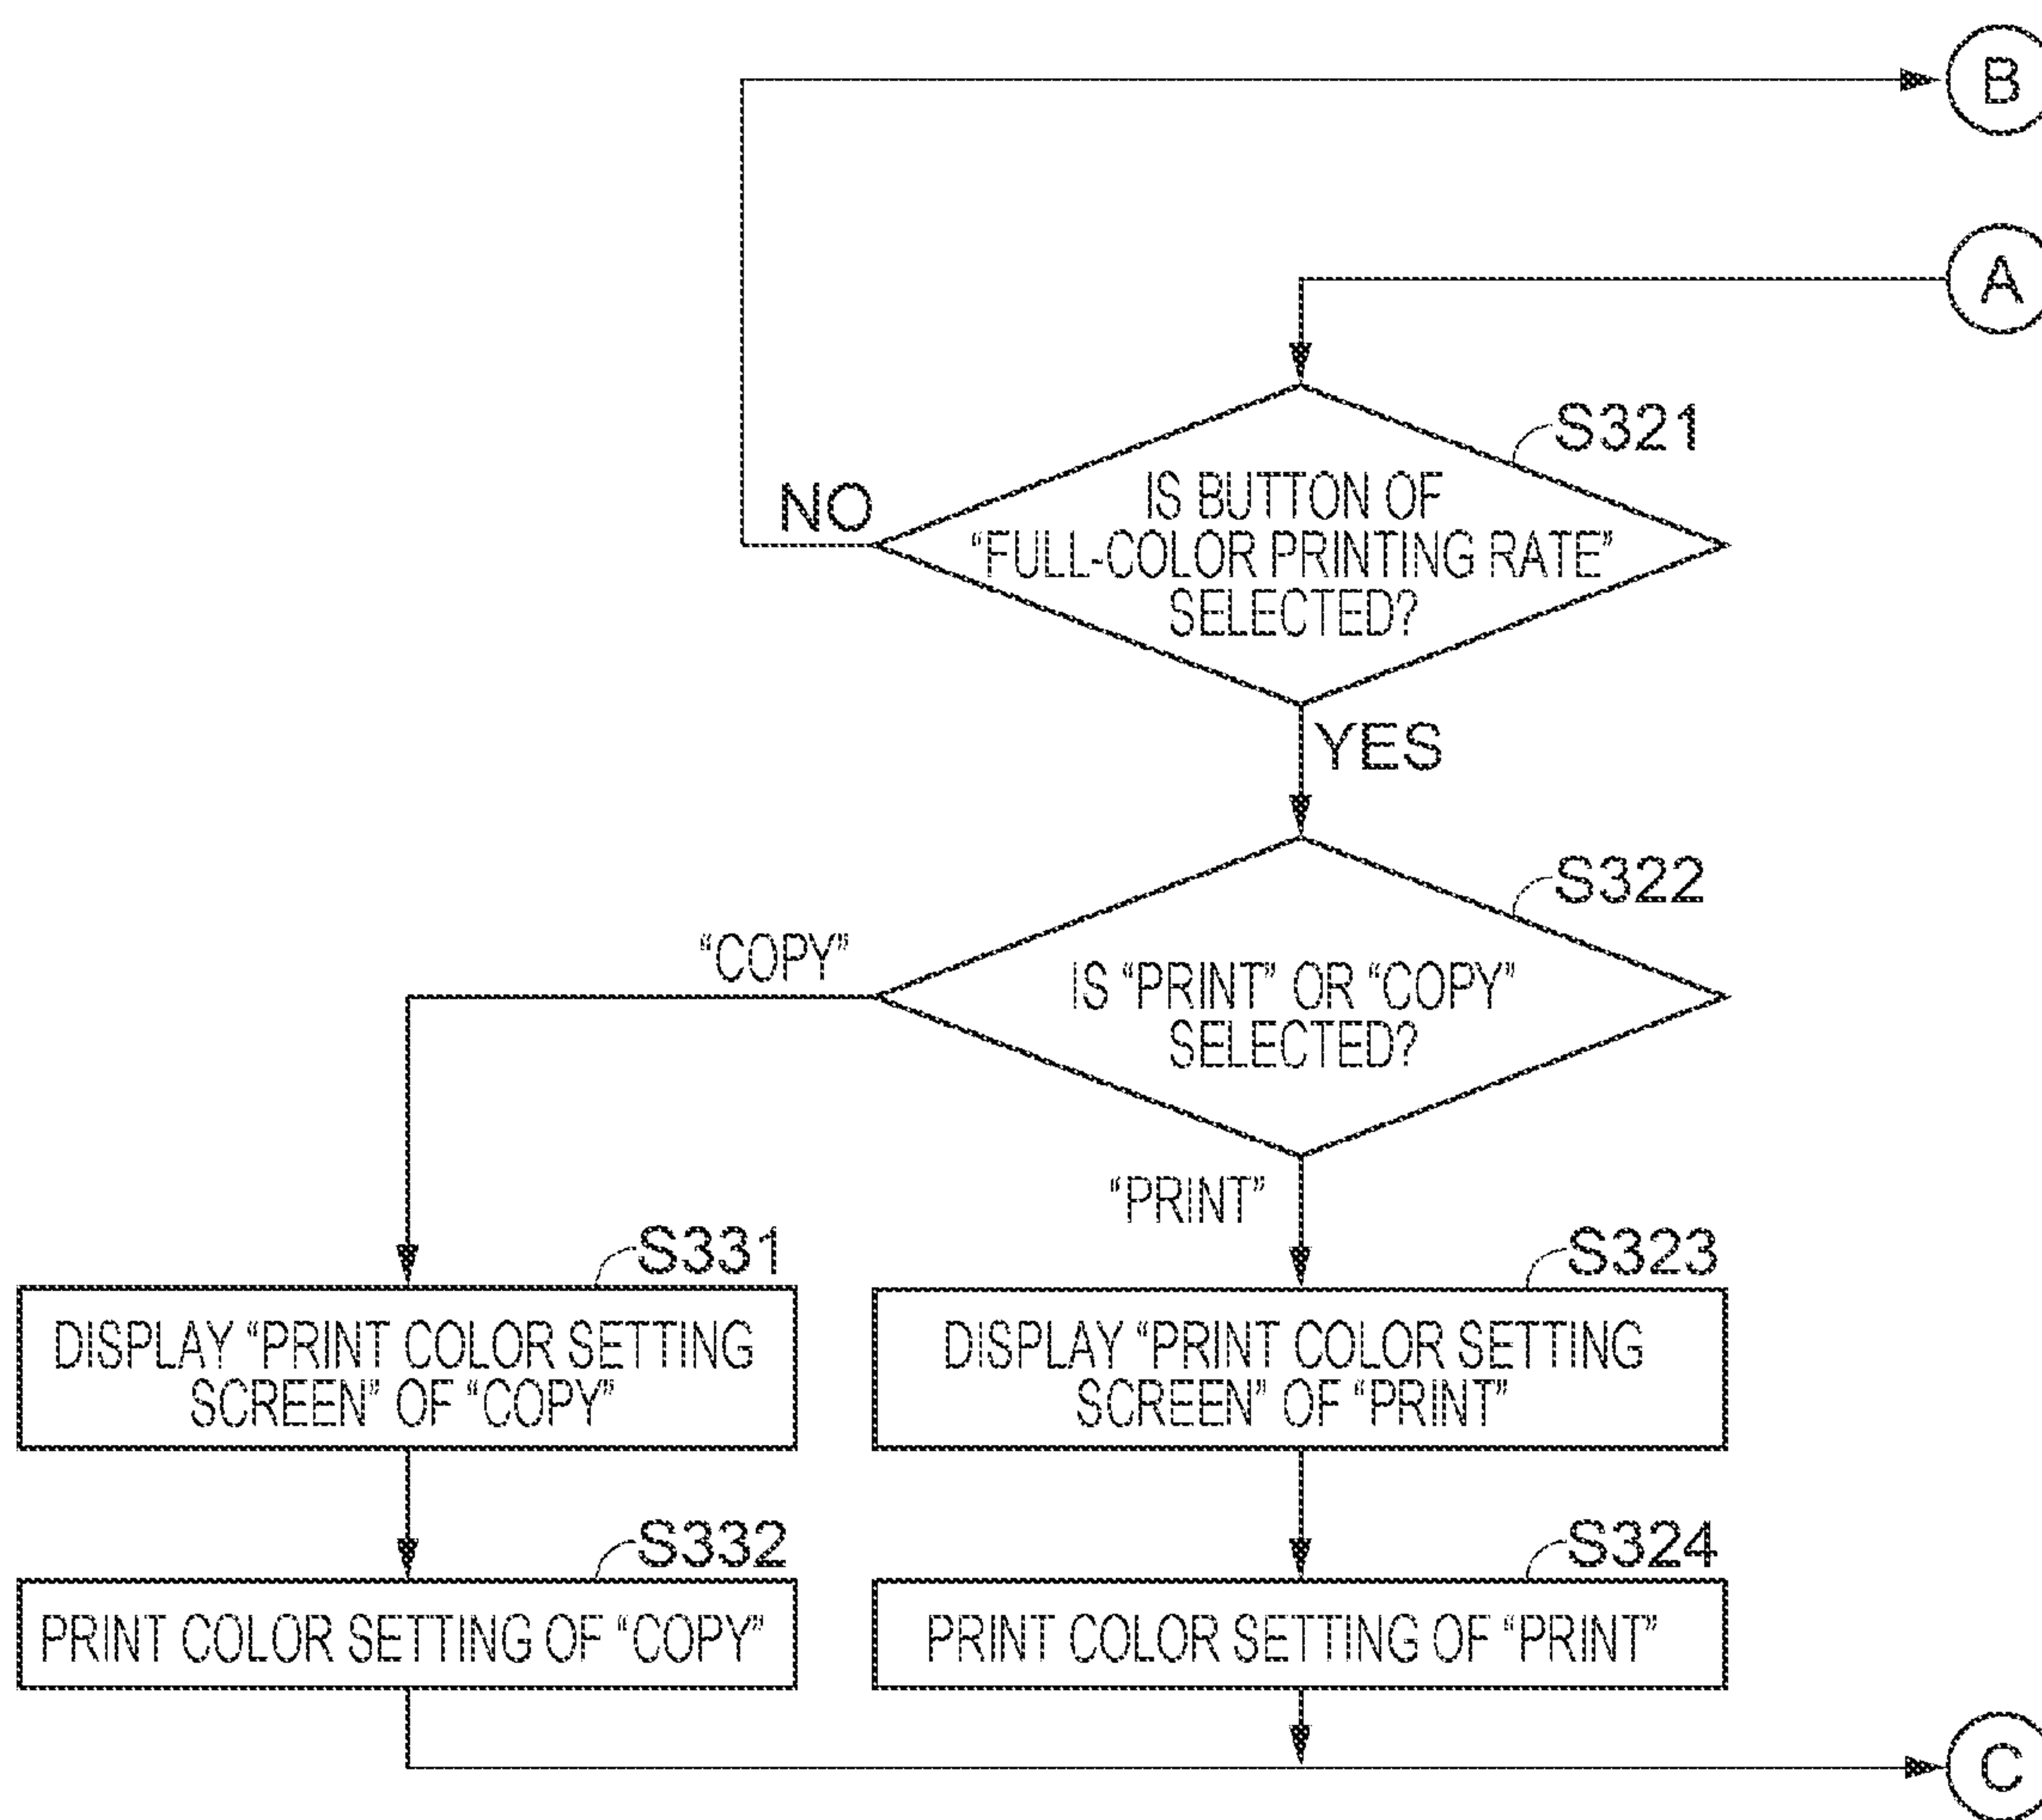 B
A
S321
NO
IS BUTTON OF
“FULL-COLOR PRINTING RATE”
SELECTED?
YES
S322
“COPY”
IS “PRINT” OR “COPY”
SELECTED?
“PRINT”
S331
DISPLAY “PRINT COLOR SETTING
SCREEN” OF “COPY”
S323
DISPLAY “PRINT COLOR SETTING
SCREEN” OF “PRINT”
S332
PRINT COLOR SETTING OF “COPY”
S324
PRINT COLOR SETTING OF “PRINT”
C